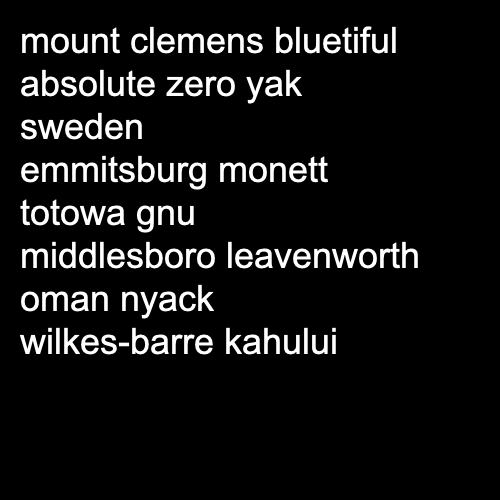 mount clemens bluetiful
absolute zero yak
sweden
emmitsburg monett
totowa gnu
middlesboro leavenworth
oman nyack
wilkes-barre kahului